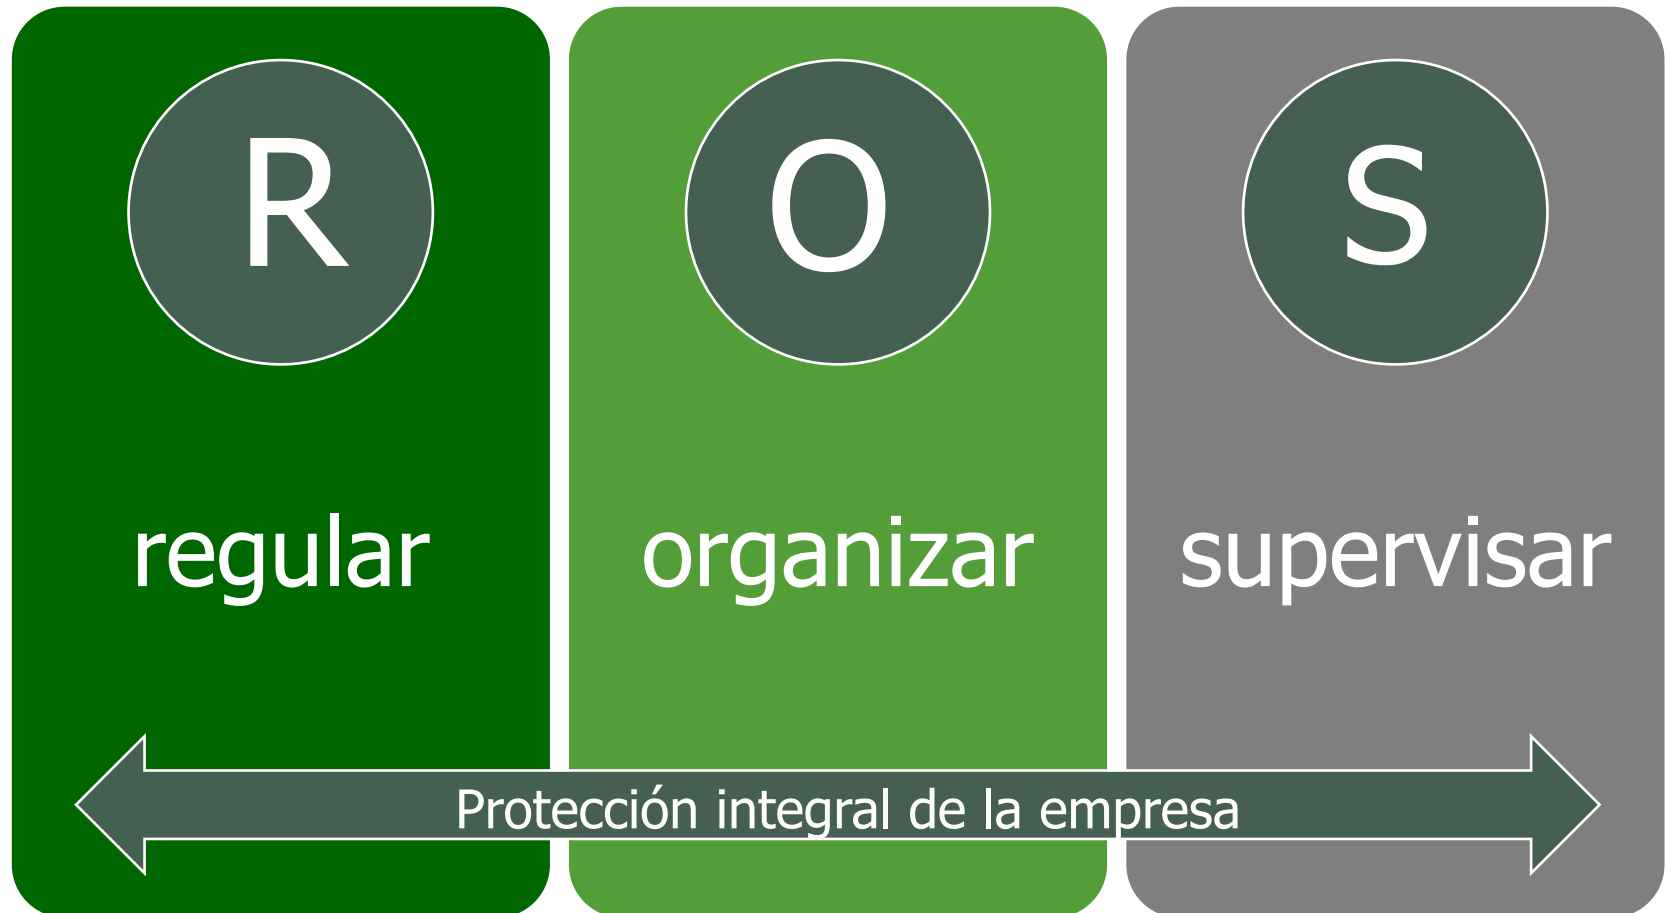 R
O
S
regular
organizar
supervisar
Protección integral de la empresa